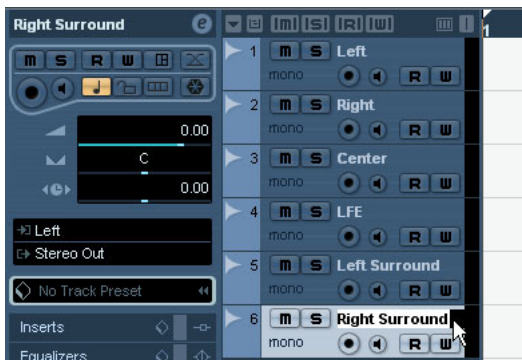 Right Surround e
m S R W
0.00
C
0.00
Left
Stereo Out
No Track Preset
Inserts
Equalizers
m S R W
1 m S Left
mono R W
2 m S Right
mono R W
3 m S Center
mono R W
4 m S LFE
mono R W
5 m S Left Surround
mono R W
6 m S Right Surround
mono R W
1